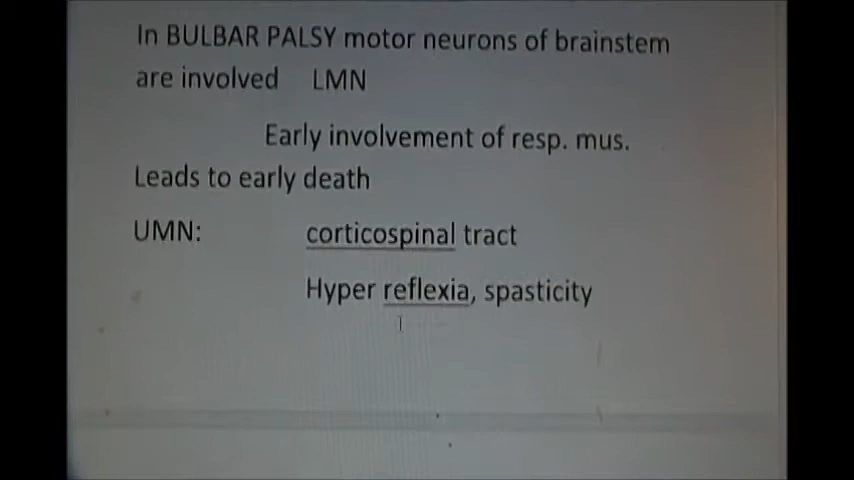 In BULBAR PALSY motor neurons of brainstem
are involved LMN
Early involvement of resp. mus.
Leads to early death
UMN: corticospinal tract
Hyper reflexia, spasticity